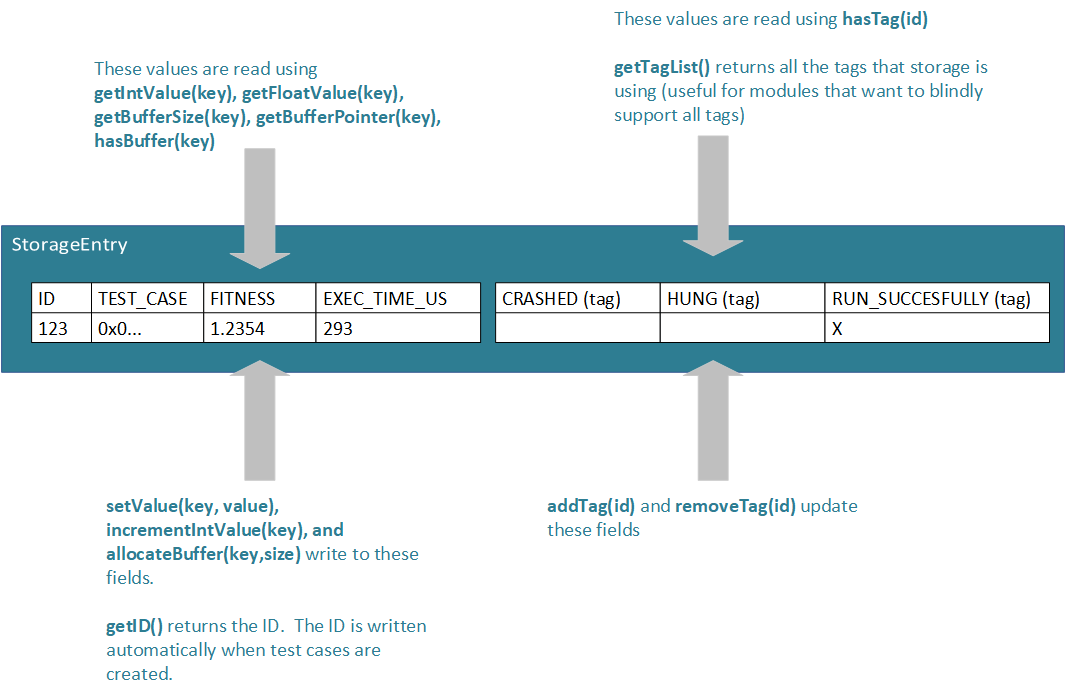 These values are read using hasTag(id)
getTagList() returns all the tags that storage is
using (useful for modules that want to blindly
support all tags)
These values are read using
getIntValue(key), getFloatValue(key),
getBufferSize(key), getBufferPointer(key),
hasBuffer(key)
StorageEntry
ID TEST_CASE FITNESS EXEC_TIME_US CRASHED (tag) HUNG (tag) RUN_SUCCESFULLY (tag)
123 0x0... 1.2354 293 X
setValue(key, value),
incrementIntValue(key), and
allocateBuffer(key,size) write to these
fields.
getID() returns the ID.  The ID is written
automatically when test cases are
created.
addTag(id) and removeTag(id) update
these fields